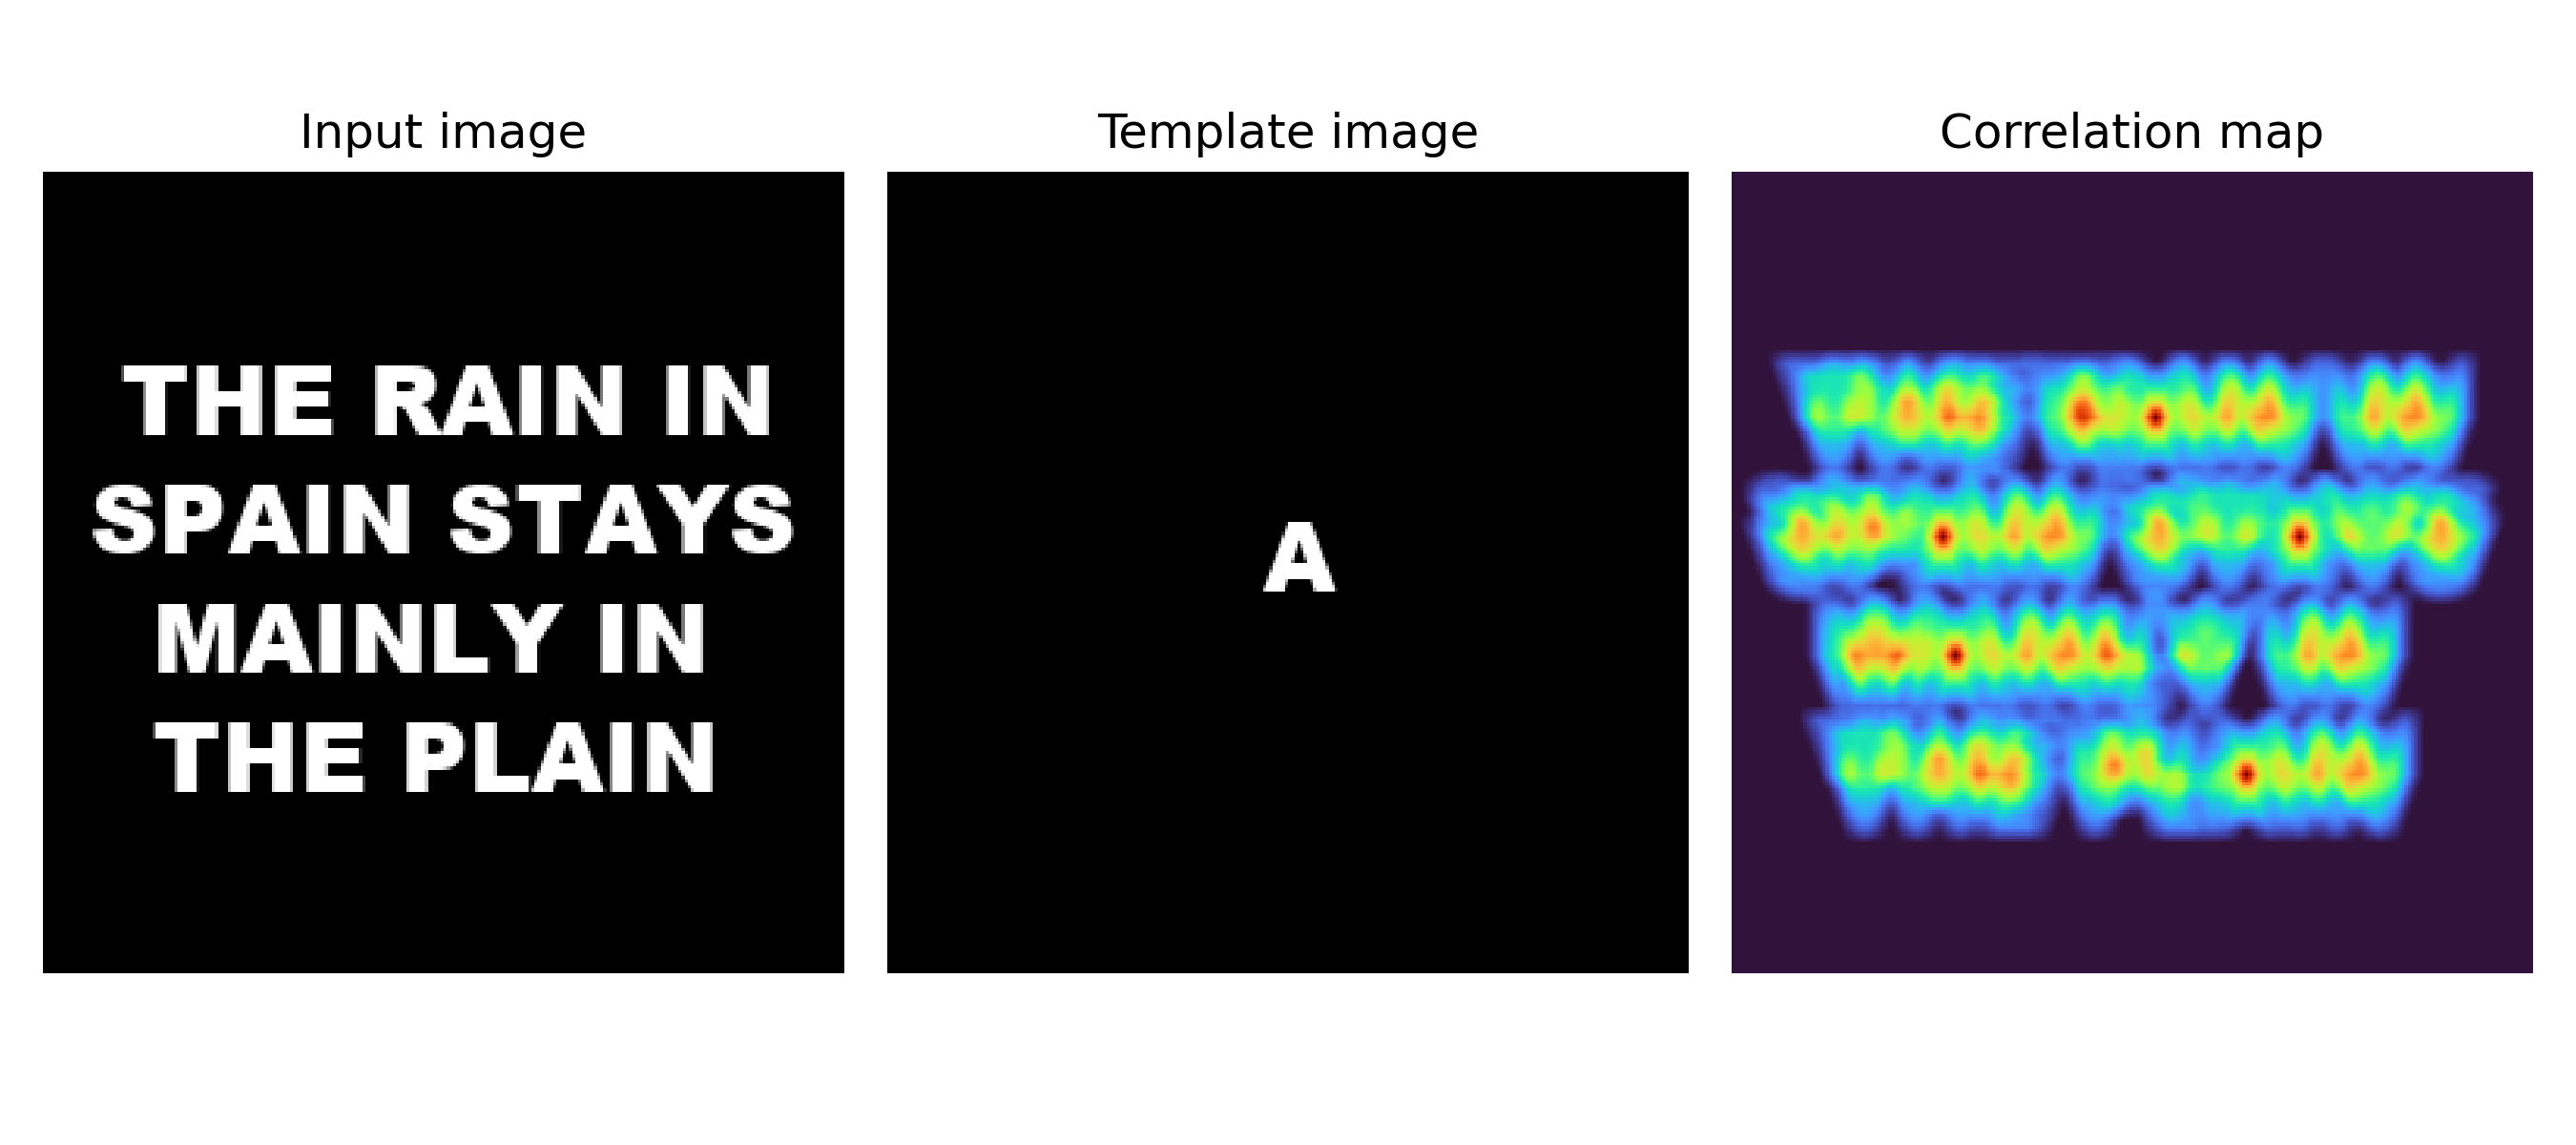 Input image
Template image
Correlation map
THE RAIN IN
SPAIN STAYS
MAINLY IN
THE PLAIN
A